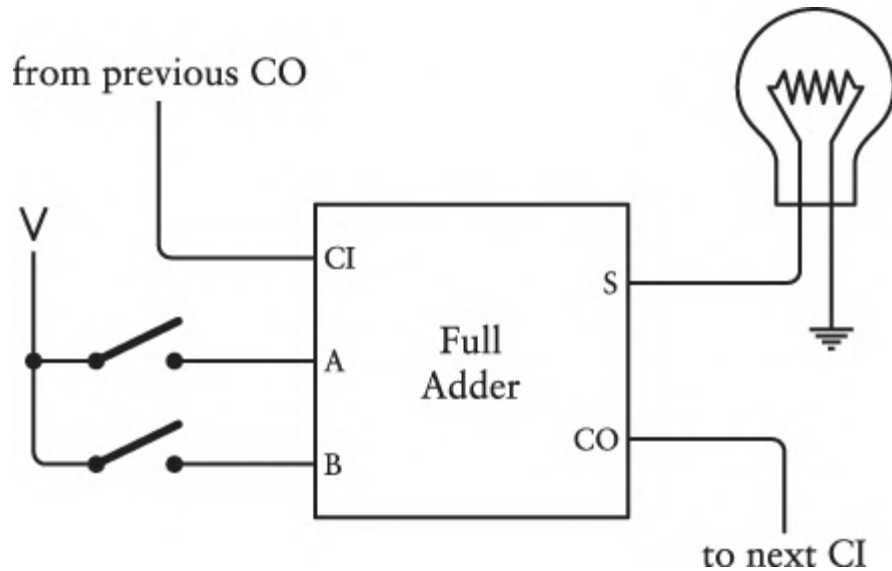 from previous CO
V
CI
A
B
Full
Adder
S
CO
to next CI